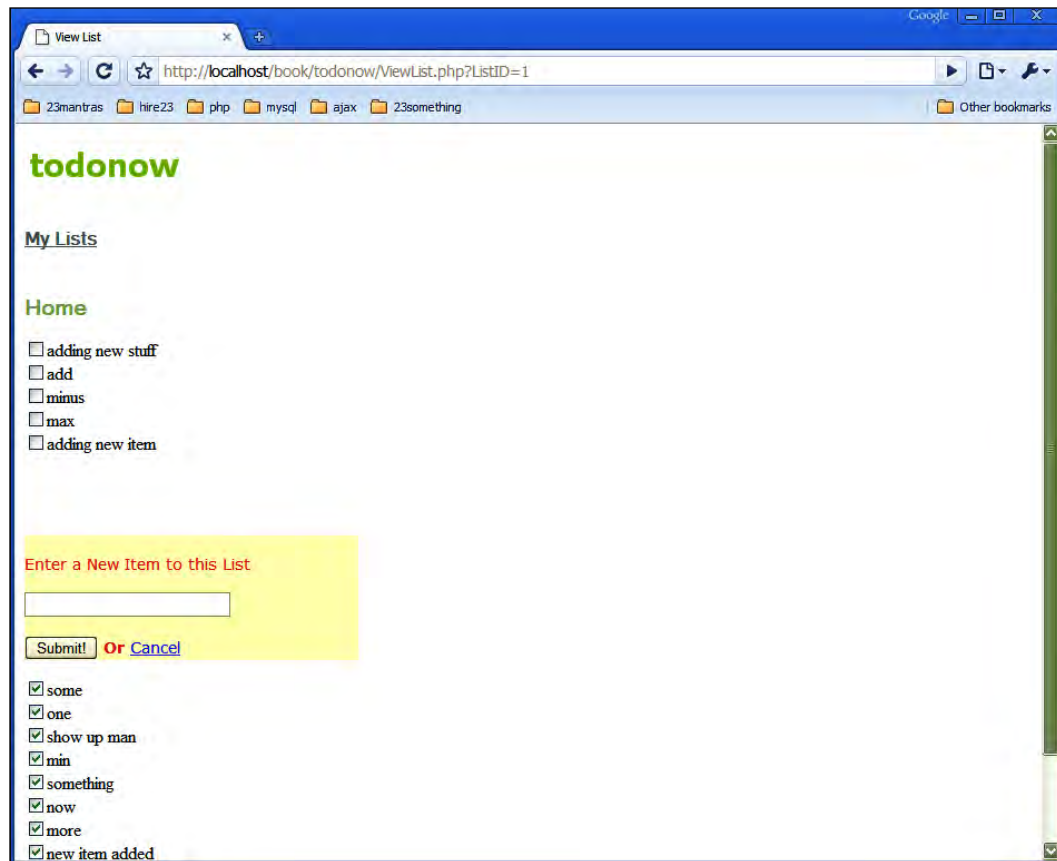 Google
View List
http://localhost/book/todonow/ViewList.php?ListID=1
23mantras hire23 php mysql ajax 23something Other bookmarks
todonow
My Lists
Home
adding new stuff
add
minus
max
adding new item
Enter a New Item to this List
Submit! Or Cancel
some
one
show up man
min
something
now
more
new item added